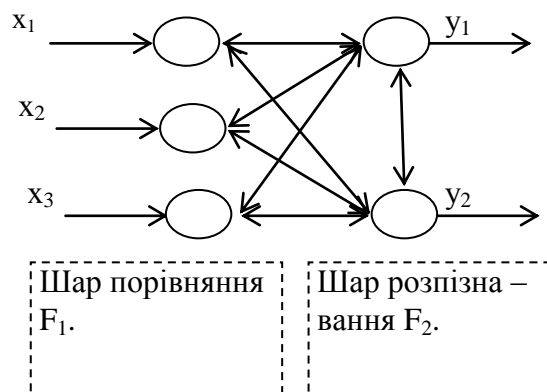 x₁
y₁
x₂
x₃
y₂
Шар порівняння
F₁.
Шар розпізна –
вання F₂.